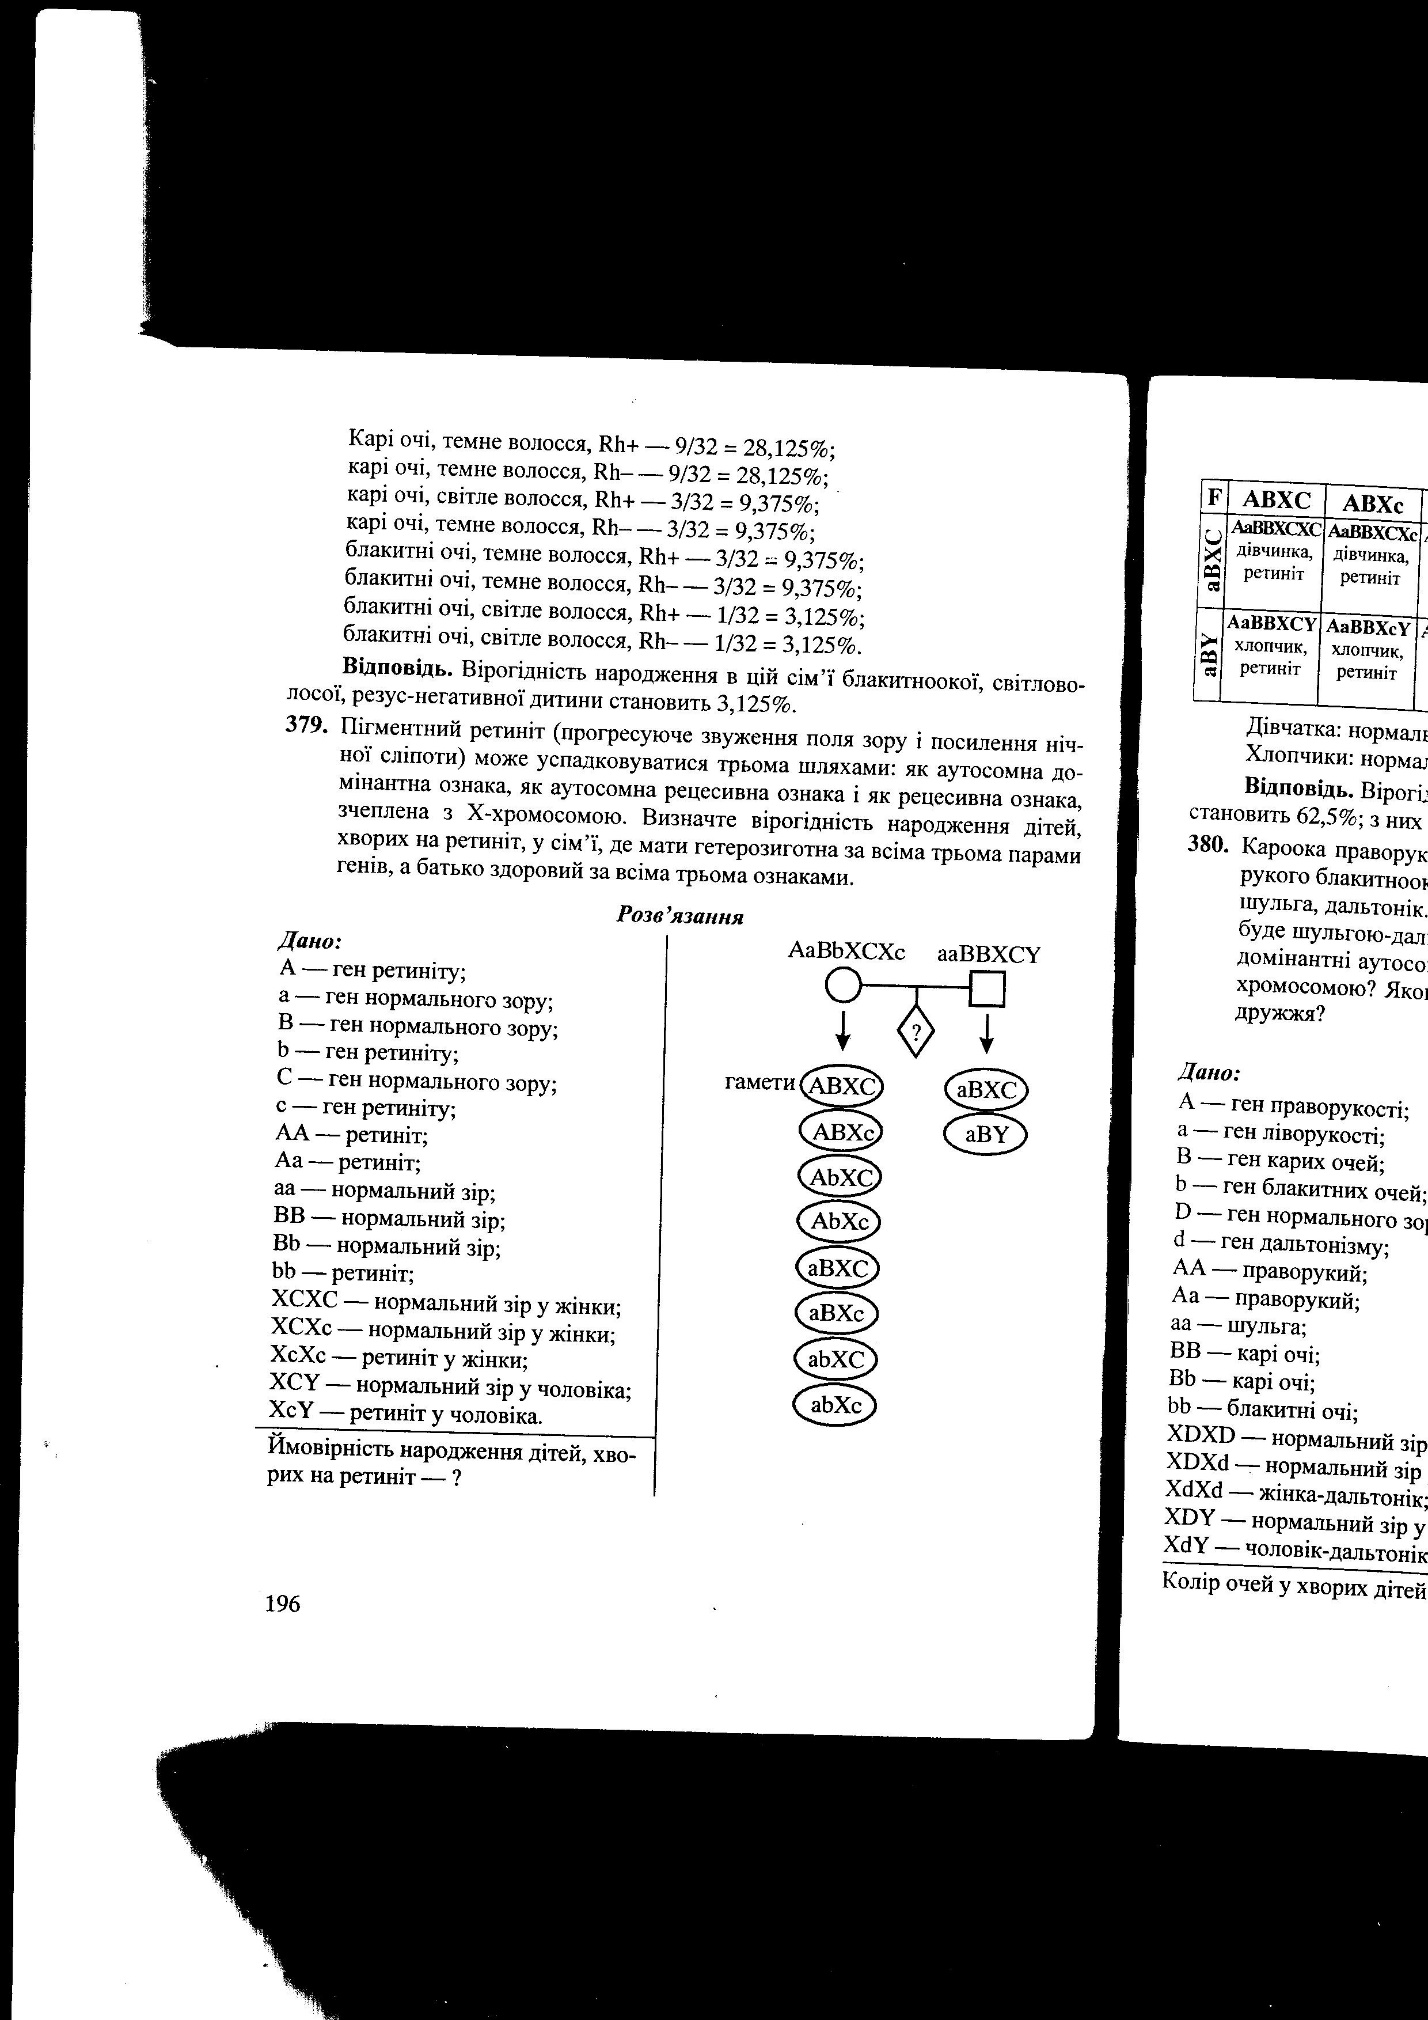 Карі очі, темне волосся, Rh+ — 9/32 = 28,125%;
карі очі, темне волосся, Rh– — 9/32 = 28,125%;
карі очі, світле волосся, Rh+ — 3/32 = 9,375%;
карі очі, темне волосся, Rh– — 3/32 = 9,375%;
блакитні очі, темне волосся, Rh+ — 3/32 = 9,375%;
блакитні очі, темне волосся, Rh– — 3/32 = 9,375%;
блакитні очі, світле волосся, Rh+ — 1/32 = 3,125%;
блакитні очі, світле волосся, Rh– — 1/32 = 3,125%.
Відповідь. Вірогідність народження в цій сім’ї блакитноокої, світлово-
лосої, резус-негативної дитини становить 3,125%.
379. Пігментний ретиніт (прогресуюче звуження поля зору і посилення ніч-
ної сліпоти) може успадковуватися трьома шляхами: як аутосомна до-
мінантна ознака, як аутосомна рецесивна ознака і як рецесивна ознака,
зчеплена з X-хромосомою. Визначте вірогідність народження дітей,
хворих на ретиніт, у сім’ї, де мати гетерозиготна за всіма трьома парами
генів, а батько здоровий за всіма трьома ознаками.
Розв’язання
Дано:
A — ген ретиніту;
a — ген нормального зору;
B — ген нормального зору;
b — ген ретиніту;
C — ген нормального зору;
c — ген ретиніту;
AA — ретиніт;
Aa — ретиніт;
aa — нормальний зір;
BB — нормальний зір;
Bb — нормальний зір;
bb — ретиніт;
XCXC — нормальний зір у жінки;
XCXc — нормальний зір у жінки;
XcXc — ретиніт у жінки;
XCY — нормальний зір у чоловіка;
XcY — ретиніт у чоловіка.
Ймовірність народження дітей, хво-
рих на ретиніт — ?
AaBbXCXc aaBBXCY
?
гамети ABXC aBXC
ABXc aBY
AbXC
AbXc
aBXC
aBXc
abXC
abXc
196
F ABXC ABXc
aBXC AaBBXCXC AaBBXCXc
дівчинка, дівчинка,
ретиніт ретиніт
aBY AaBBXCY AaBBXcY
хлопчик, хлопчик,
ретиніт ретиніт
Дівчатка:
Хлопчики:
Відповідь.
становить 62,5%; з них
380. Кароока
рукого
шульга, дальтонік.
буде
домінантні
хромосомою?
дружжя?
Дано:
A — ген праворукості;
a — ген ліворукості;
B — ген карих очей;
b — ген блакитних очей;
D — ген нормального
d — ген дальтонізму;
AA — праворукий;
Aa — праворукий;
aa — шульга;
BB — карі очі;
Bb — карі очі;
bb — блакитні очі;
XDXD — нормальний зір
XDXd — нормальний зір
XdXd — жінка-дальтонік;
XDY — нормальний зір у
XdY — чоловік-дальтонік
Колір очей у хворих дітей